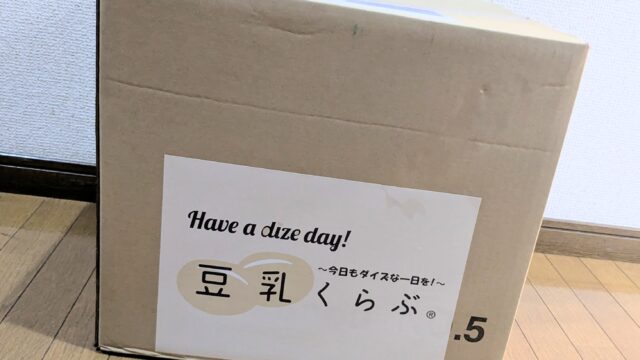 Have a dize day!
～今日もダイズな一日を!～
豆乳くらぶ®
.5